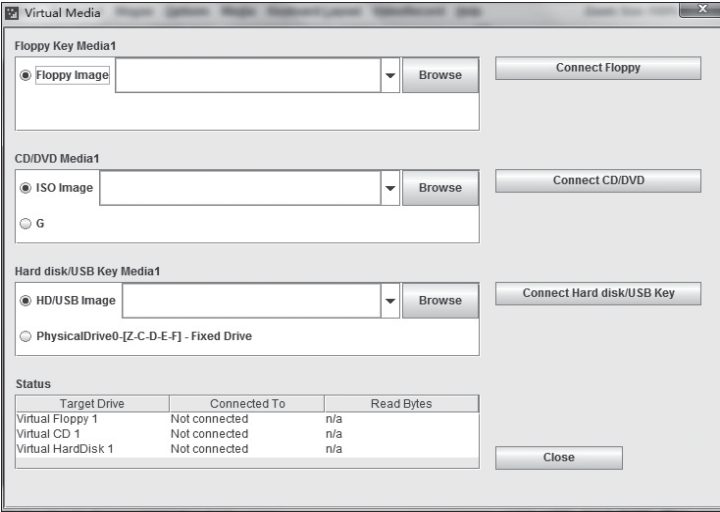 Virtual Media
Floppy Key Media1
Floppy Image
Browse
Connect Floppy
CD/DVD Media1
ISO Image
Browse
Connect CD/DVD
G
Hard disk/USB Key Media1
HD/USB Image
Browse
Connect Hard disk/USB Key
PhysicalDrive0-[Z-C-D-E-F] - Fixed Drive
Status
Target Drive Connected To Read Bytes
Virtual Floppy 1 Not connected n/a
Virtual CD 1 Not connected n/a
Virtual HardDisk 1 Not connected n/a
Close